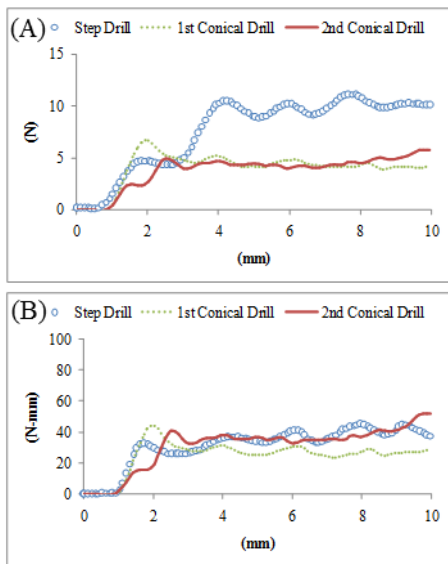 (A)
Step Drill 1st Conical Drill 2nd Conical Drill
15
10
5
0
(N)
0 2 4 6 8 10
(mm)
(B)
Step Drill 1st Conical Drill 2nd Conical Drill
100
80
60
40
20
0
(N-mm)
0 2 4 6 8 10
(mm)